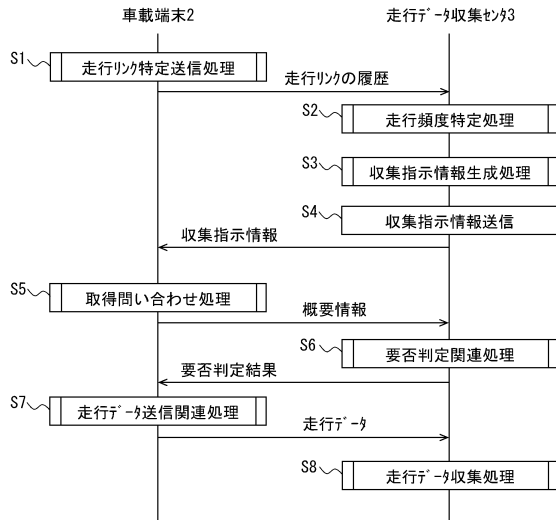 車載端末2
走行ﾃﾞｰﾀ収集ｾﾝﾀ3
S1
走行ﾘﾝｸ特定送信処理
走行ﾘﾝｸの履歴
S2
走行頻度特定処理
S3
収集指示情報生成処理
S4
収集指示情報送信
収集指示情報
S5
取得問い合わせ処理
概要情報
S6
要否判定関連処理
要否判定結果
S7
走行ﾃﾞｰﾀ送信関連処理
走行ﾃﾞｰﾀ
S8
走行ﾃﾞｰﾀ収集処理